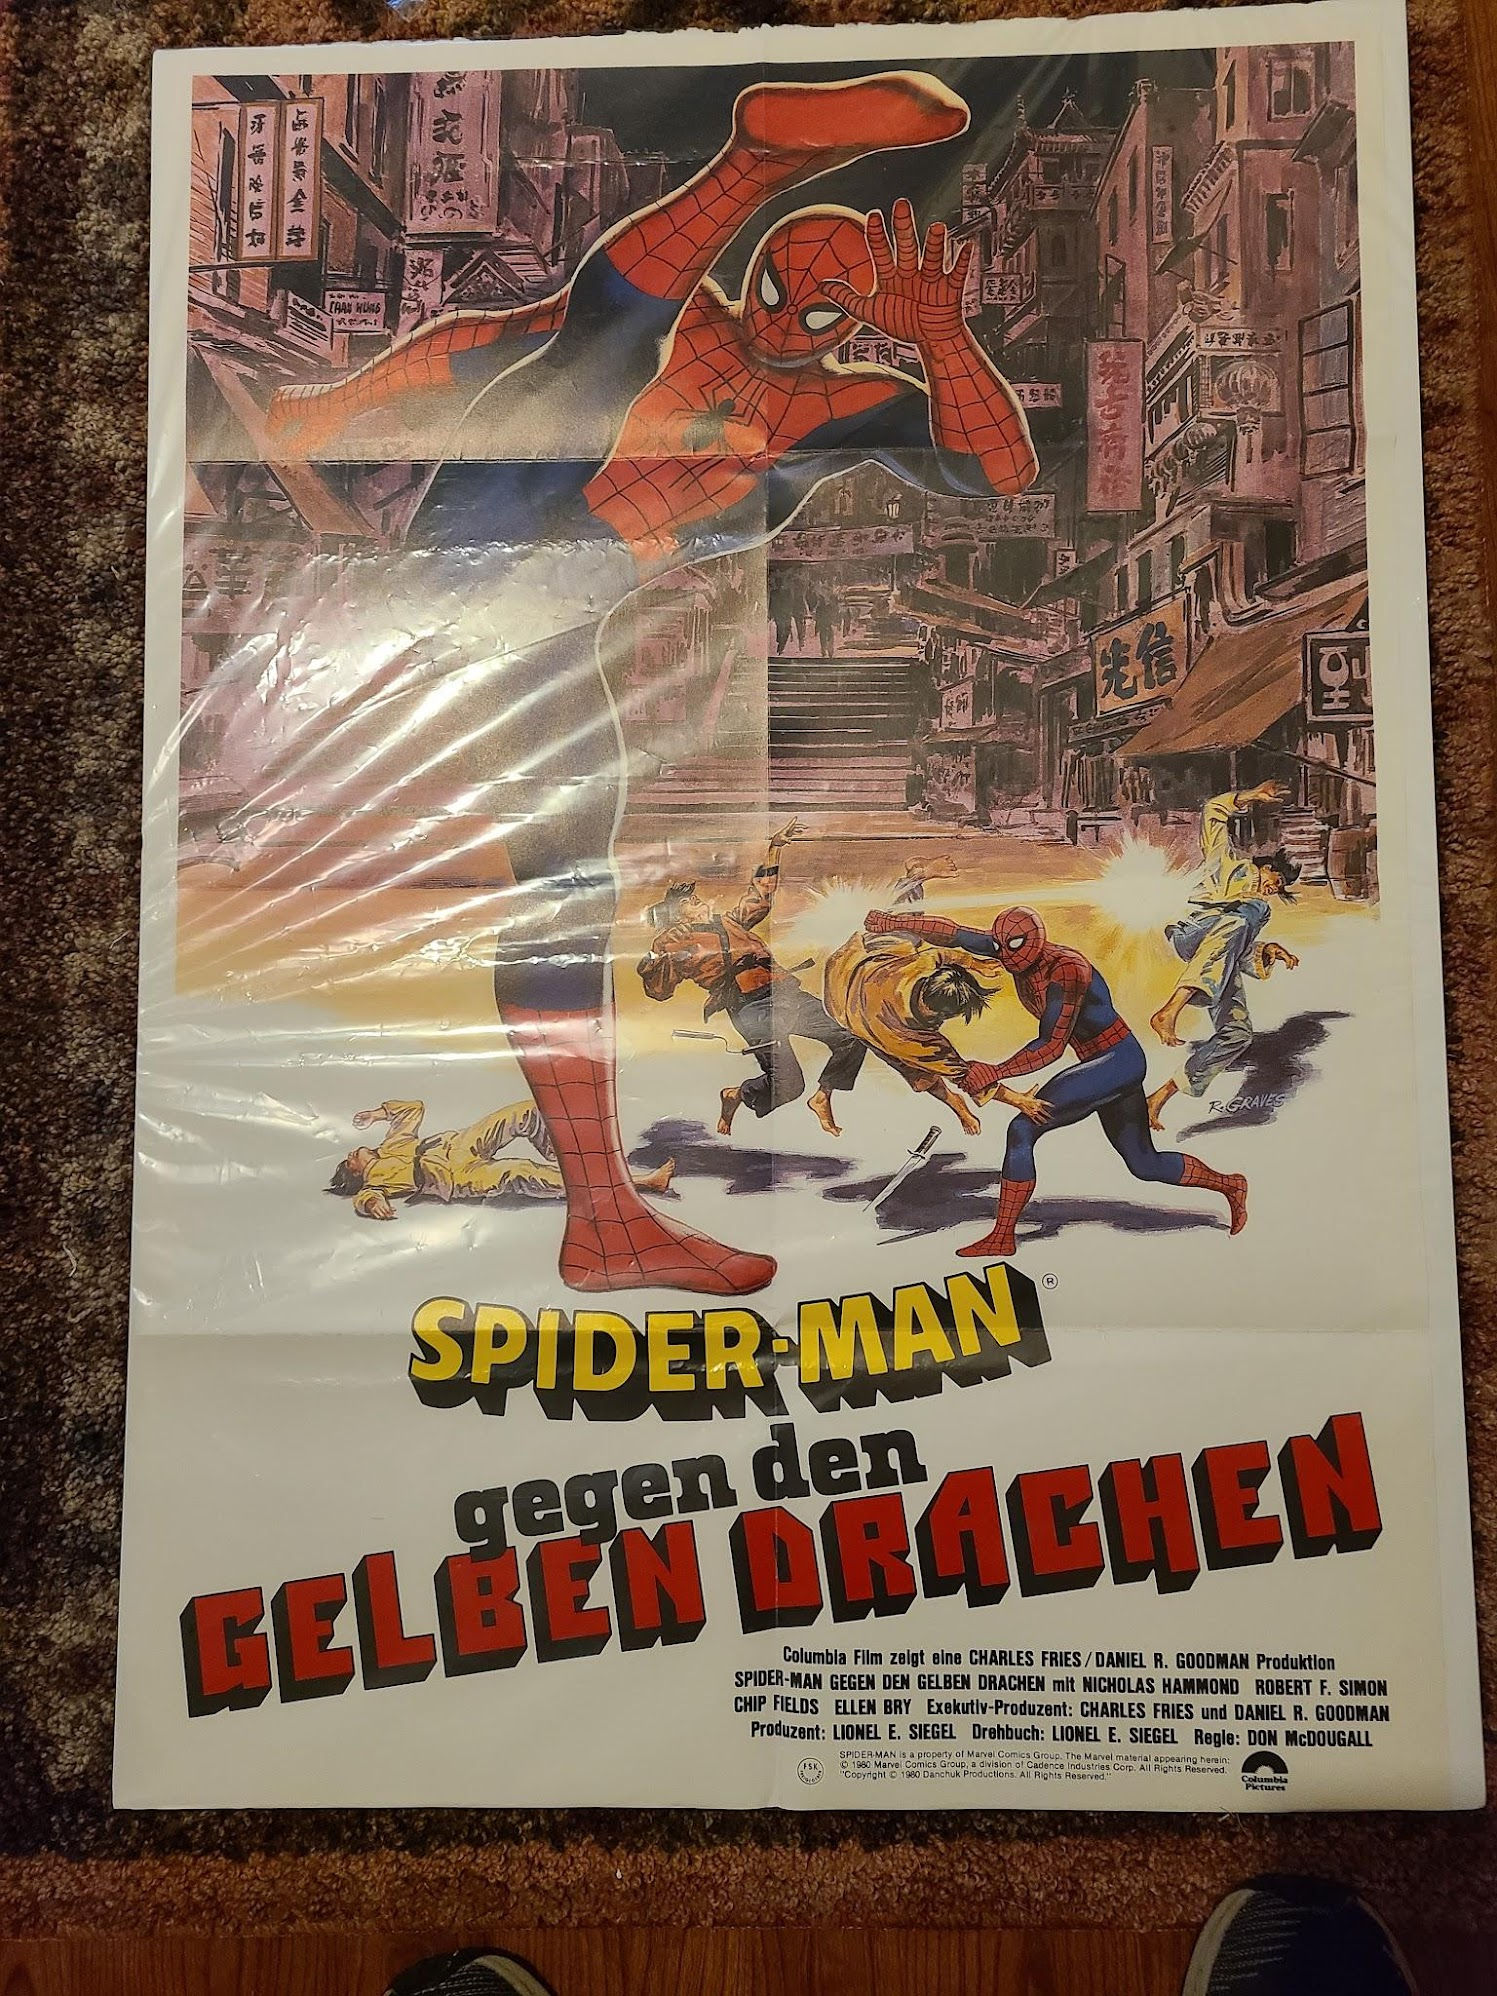 CHAN WUNG
先信
R. GRAVES
SPIDER-MAN ®
gegen den
GELBEN DRACHEN
Columbia Film zeigt eine CHARLES FRIES/DANIEL R. GOODMAN Produktion
SPIDER-MAN GEGEN DEN GELBEN DRACHEN mit NICHOLAS HAMMOND ROBERT F. SIMON
CHIP FIELDS ELLEN BRY Exekutiv-Produzent: CHARLES FRIES und DANIEL R. GOODMAN
Produzent: LIONEL E. SIEGEL Drehbuch: LIONEL E. SIEGEL Regie: DON McDOUGALL
FSK
SPIDER-MAN is a property of Marvel Comics Group. The Marvel material appearing herein:
© 1980 Marvel Comics Group, a division of Cadence Industries Corp. All Rights Reserved.
"Copyright © 1980 Danchuk Productions. All Rights Reserved."
Columbia
Pictures